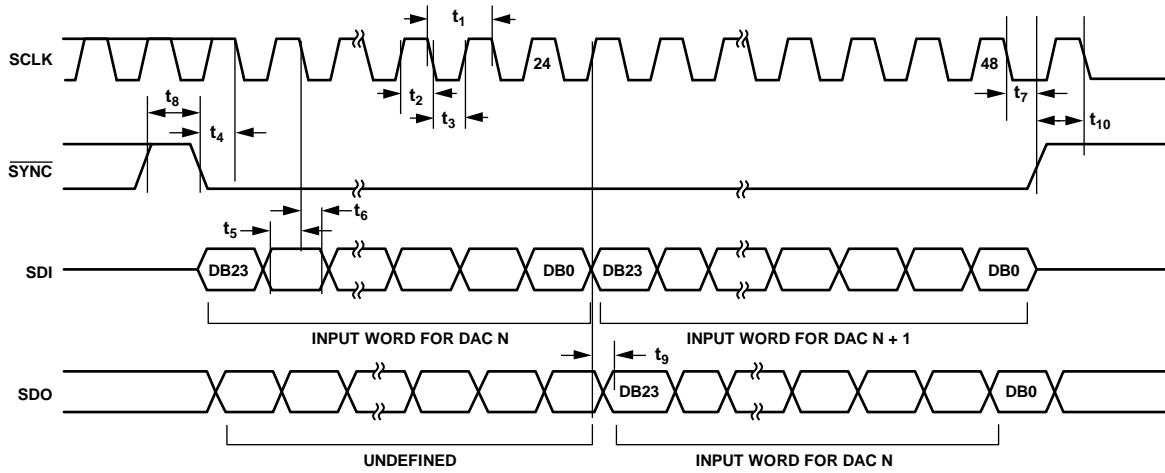 t1
SCLK
24
48
t2
t3
t7
t8
t4
t10
SYNC
t5
t6
SDI
DB23
DB0
DB23
DB0
INPUT WORD FOR DAC N
INPUT WORD FOR DAC N + 1
t9
SDO
DB23
DB0
UNDEFINED
INPUT WORD FOR DAC N